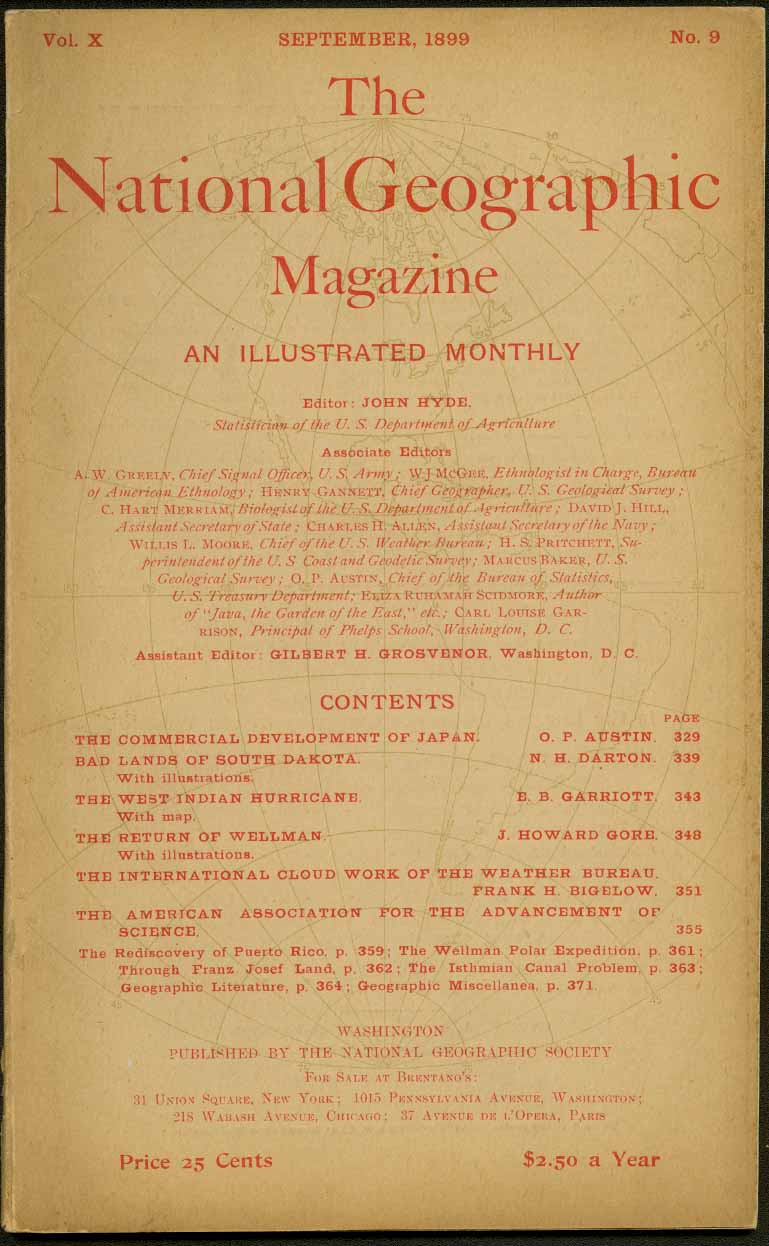 Vol. X SEPTEMBER, 1899 No. 9
The
National Geographic
Magazine
AN ILLUSTRATED MONTHLY
Editor: JOHN HYDE,
Statistician of the U. S. Department of Agriculture
Associate Editors
A. W. GREELY, Chief Signal Officer, U. S. Army; W J McGEE, Ethnologist in Charge, Bureau
of American Ethnology; HENRY GANNETT, Chief Geographer, U. S. Geological Survey;
C. HART MERRIAM, Biologist of the U. S. Department of Agriculture; DAVID J. HILL,
Assistant Secretary of State; CHARLES H. ALLEN, Assistant Secretary of the Navy;
WILLIS L. MOORE, Chief of the U. S. Weather Bureau; H. S. PRITCHETT, Su-
perintendent of the U. S Coast and Geodetic Survey; MARCUS BAKER, U. S.
Geological Survey; O. P. AUSTIN, Chief of the Bureau of Statistics,
U. S. Treasury Department; ELIZA RUHAMAH SCIDMORE, Author
of "Java, the Garden of the East," etc.; CARL LOUISE GAR-
RISON, Principal of Phelps School, Washington, D. C.
Assistant Editor: GILBERT H. GROSVENOR, Washington, D. C.
CONTENTS
PAGE
THE COMMERCIAL DEVELOPMENT OF JAPAN. O. P. AUSTIN. 329
BAD LANDS OF SOUTH DAKOTA. N. H. DARTON. 339
With illustrations.
THE WEST INDIAN HURRICANE. E. B. GARRIOTT. 343
With map.
THE RETURN OF WELLMAN. J. HOWARD GORE. 348
With illustrations.
THE INTERNATIONAL CLOUD WORK OF THE WEATHER BUREAU.
FRANK H. BIGELOW. 351
THE AMERICAN ASSOCIATION FOR THE ADVANCEMENT OF
SCIENCE. 355
The Rediscovery of Puerto Rico, p. 359; The Wellman Polar Expedition, p. 361;
Through Franz Josef Land, p. 362; The Isthmian Canal Problem, p. 363;
Geographic Literature, p. 364; Geographic Miscellanea, p. 371.
WASHINGTON
PUBLISHED BY THE NATIONAL GEOGRAPHIC SOCIETY
FOR SALE AT BRENTANO'S:
31 UNION SQUARE, NEW YORK; 1015 PENNSYLVANIA AVENUE, WASHINGTON;
218 WABASH AVENUE, CHICAGO; 37 AVENUE DE L'OPERA, PARIS
Price 25 Cents $2.50 a Year